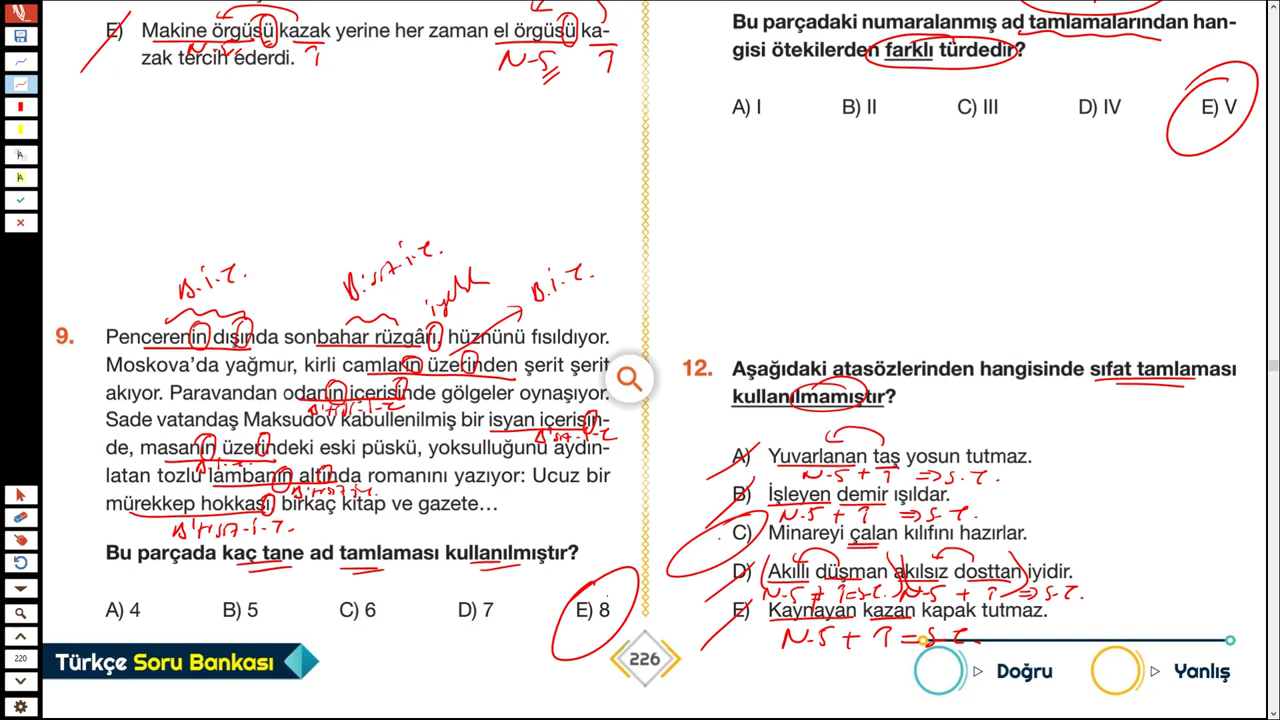 E) Makine örgüsü kazak yerine her zaman el örgüsü ka-
zak tercih ederdi.
N-S
T
N-S
T
B.i.t.
iyelik
B.i.t.
9. Pencerenin dışında sonbahar rüzgârı, hüznünü fısıldıyor.
Moskova'da yağmur, kirli camların üzerinden şerit şerit
akıyor. Paravandan odanın içerisinde gölgeler oynaşıyor.
Sade vatandaş Maksudov kabullenilmiş bir isyan içerisin-
de, masanın üzerindeki eski püskü, yoksulluğunu aydın-
latan tozlu lambanın altında romanını yazıyor: Ucuz bir
mürekkep hokkası, birkaç kitap ve gazete...
Bu parçada kaç tane ad tamlaması kullanılmıştır?
A) 4 B) 5 C) 6 D) 7 E) 8
Türkçe Soru Bankası
226
Bu parçadaki numaralanmış ad tamlamalarından han-
gisi ötekilerden farklı türdedir?
A) I B) II C) III D) IV E) V
12. Aşağıdaki atasözlerinden hangisinde sıfat tamlaması
kullanılmamıştır?
A) Yuvarlanan taş yosun tutmaz.
N-S + T ⇒ S.T.
B) İşleyen demir ışıldar.
N-S + T ⇒ S.T.
C) Minareyi çalan kılıfını hazırlar.
D) (Akıllı düşman) (akılsız dosttan) iyidir.
N-S + T = S.T. N-S + T ⇒ S.T.
E) Kaynayan kazan kapak tutmaz.
N-S + T = S.T.
Doğru
Yanlış
220